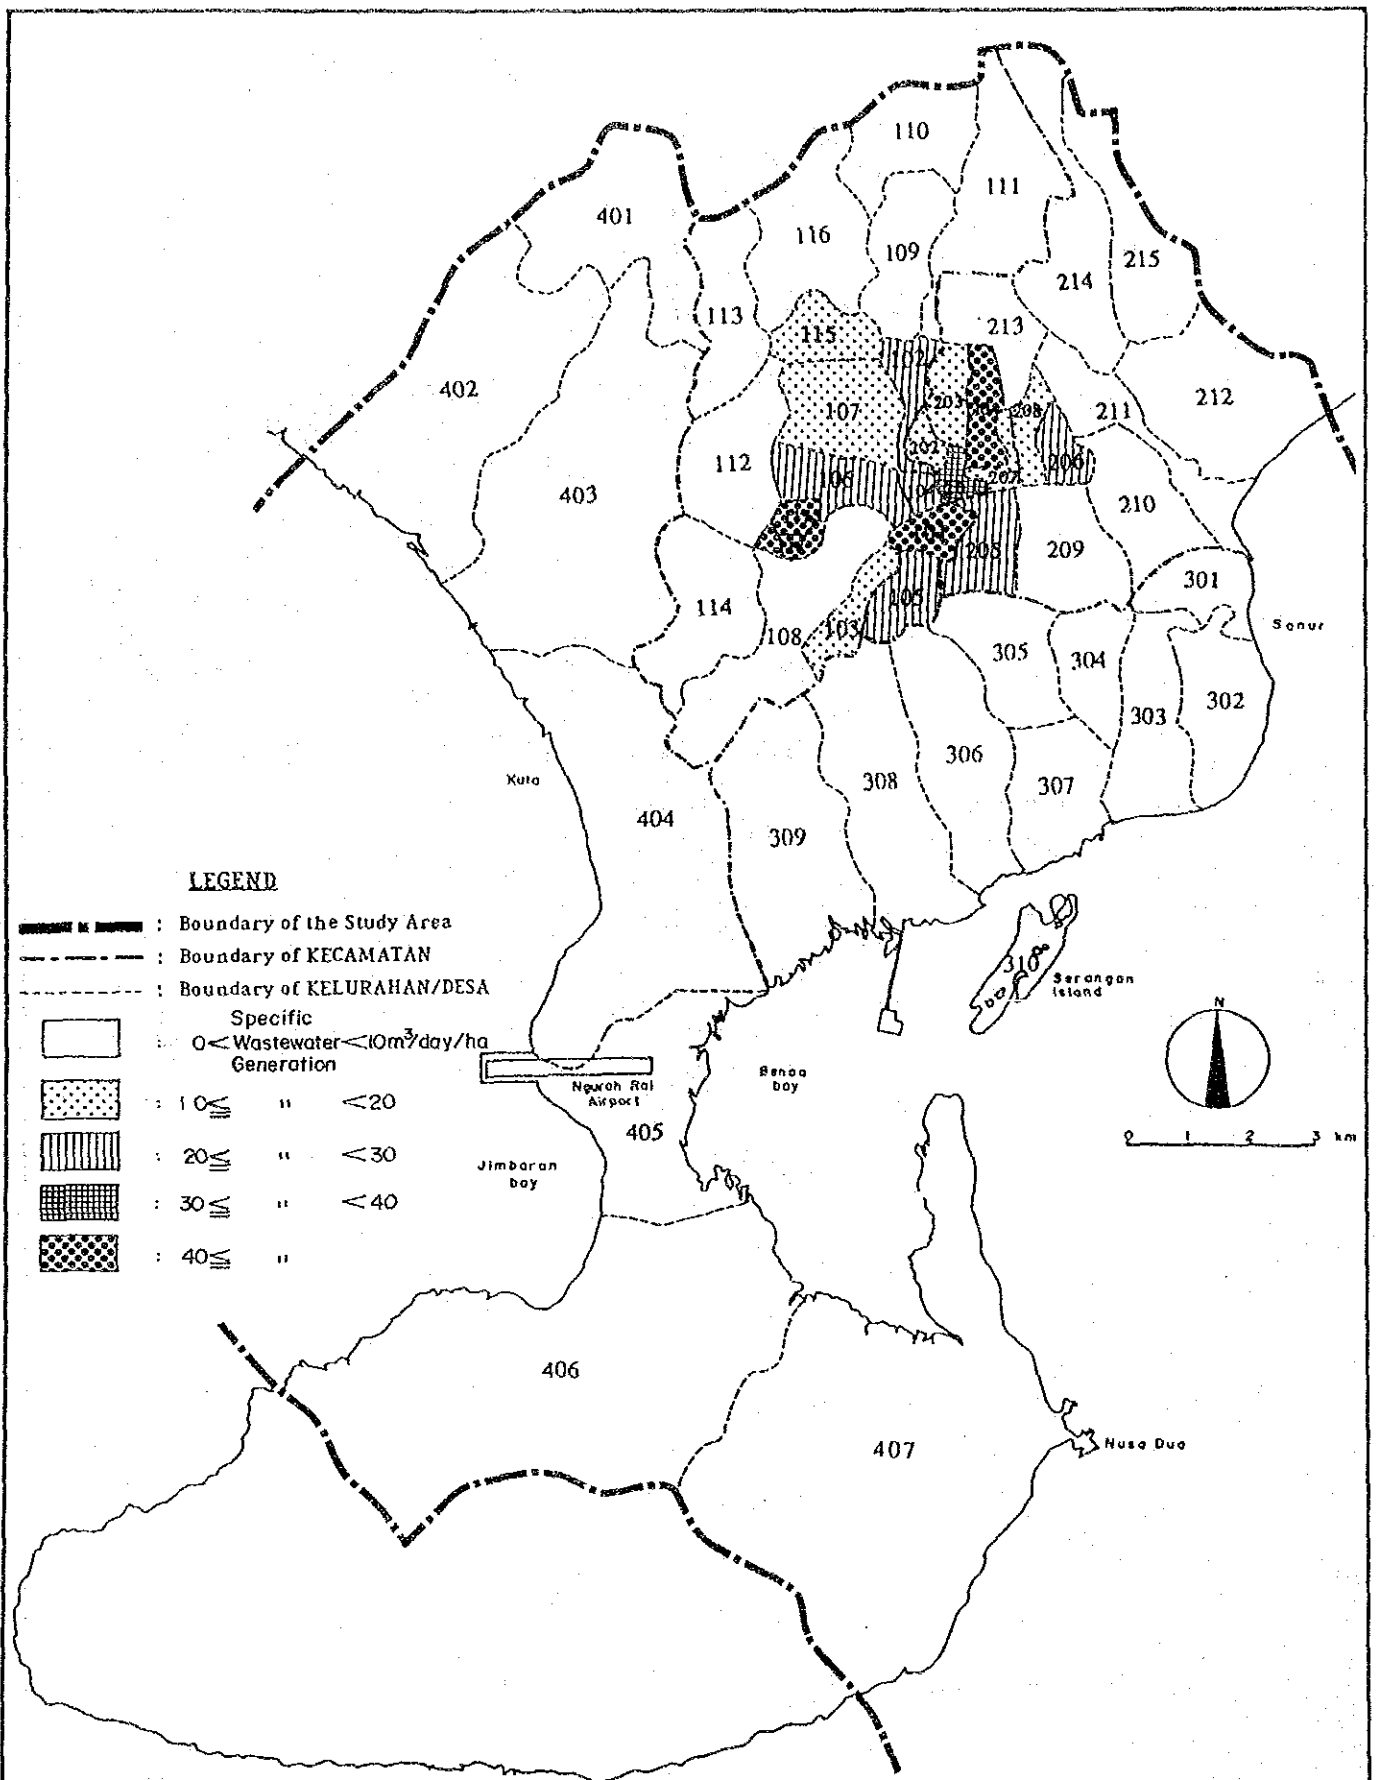 110
111
401
116
109
215
214
113
213
115
102
402
212
203
107
208
211
202
112
106
206
207
403
104
210
208
209
301
105
114
Sanur
103
108
305
304
302
303
306
Kuta
308
307
404
309
LEGEND
: Boundary of the Study Area
: Boundary of KECAMATAN
310
: Boundary of KELURAHAN/DESA
Serangan
Island
N
Specific
: 0< Wastewater <10m³/day/ha
Generation
Benoa
bay
Ngurah Rai
Airport
: 10≦ " <20
405
0 1 2 3 km
: 20≦ " <30
Jimbaran
bay
: 30≦ " <40
: 40≦ "
406
407
Nusa Dua